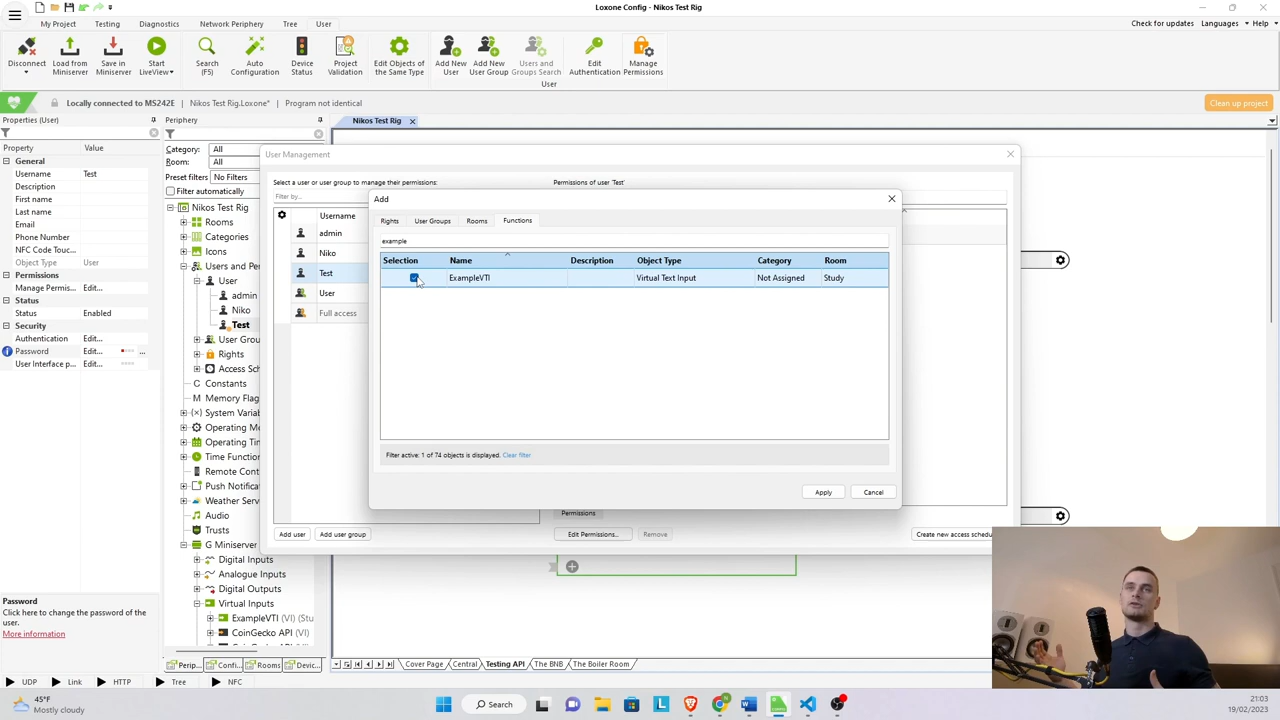 Loxone Config - Nikos Test Rig
My Project
Testing
Diagnostics
Network Periphery
Tree
User
Check for updates
Languages
Help
Disconnect
Load from Miniserver
Save in Miniserver
Start LiveView
Search (F5)
Auto Configuration
Device Status
Project Validation
Edit Objects of the Same Type
Add New User
Add New User Group
Users and Groups Search
Edit Authentication
Manage Permissions
User
Locally connected to MS242E
Nikos Test Rig.Loxone*
Program not identical
Clean up project
Properties (User)
Property Value
General
Username Test
Description
First name
Last name
Email
Phone Number
NFC Code Touc...
Object Type User
Permissions
Manage Permis... Edit...
Status
Status Enabled
Security
Authentication Edit...
Password Edit... ...
User Interface p... Edit...
Password
Click here to change the password of the user.
More information
Periphery
Category: All
Room: All
Preset filters No Filters
Filter automatically
Nikos Test Rig
Rooms
Categories
Icons
Users and Per
User
admin
Niko
Test
User Grou
Rights
Access Sch
Constants
Memory Flag
System Variab
Operating Mo
Operating Tim
Time Function
Remote Cont
Push Notifica
Weather Serv
Audio
Trusts
G Miniserver
Digital Inputs
Analogue Inputs
Digital Outputs
Virtual Inputs
ExampleVTI (VI) (Stu
CoinGecko API (VI)
Perip...
Confi...
Rooms
Devic...
Nikos Test Rig
User Management
Select a user or user group to manage their permissions:
Filter by...
Username
admin
Niko
Test
User
Full access
Add user
Add user group
Permissions of user 'Test'
Add
Rights
User Groups
Rooms
Functions
example
Selection Name Description Object Type Category Room
ExampleVTI Virtual Text Input Not Assigned Study
Filter active: 1 of 74 objects is displayed. Clear filter
Apply
Cancel
Permissions
Edit Permissions...
Remove
Create new access schedu
Cover Page
Central
Testing API
The BNB
The Boiler Room
UDP
Link
HTTP
Tree
NFC
45°F
Mostly cloudy
Search
21:03
19/02/2023